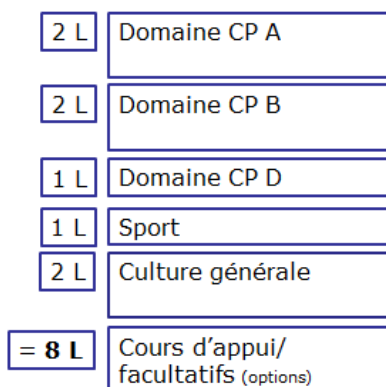 2 L Domaine CP A
2 L Domaine CP B
1 L Domaine CP D
1 L Sport
2 L Culture générale
= 8 L Cours d'appui/
facultatifs (options)